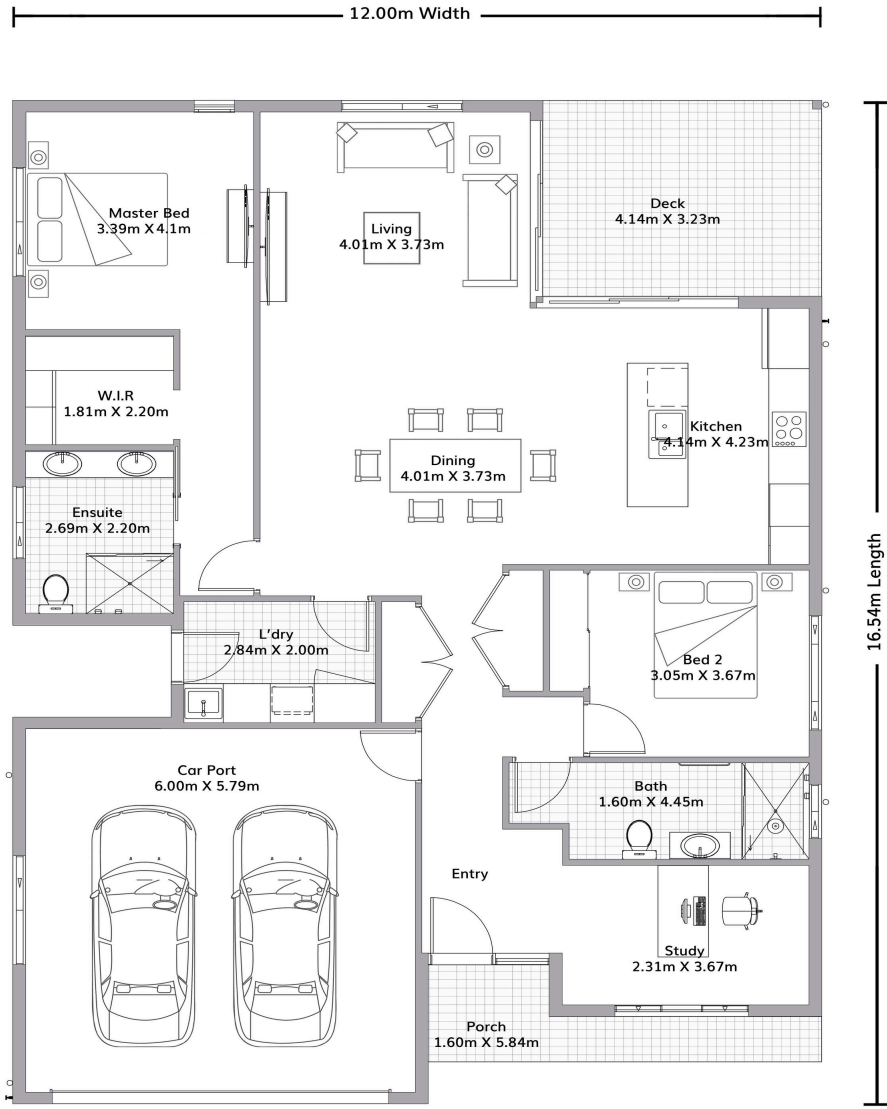 12.00m Width
Deck
4.14m X 3.23m
Master Bed
3.39m X 4.1m
Living
4.01m X 3.73m
W.I.R
1.81m X 2.20m
Kitchen
4.14m X 4.23m
Dining
4.01m X 3.73m
Ensuite
2.69m X 2.20m
16.54m Length
L'dry
2.84m X 2.00m
Bed 2
3.05m X 3.67m
Car Port
6.00m X 5.79m
Bath
1.60m X 4.45m
Entry
Study
2.31m X 3.67m
Porch
1.60m X 5.84m